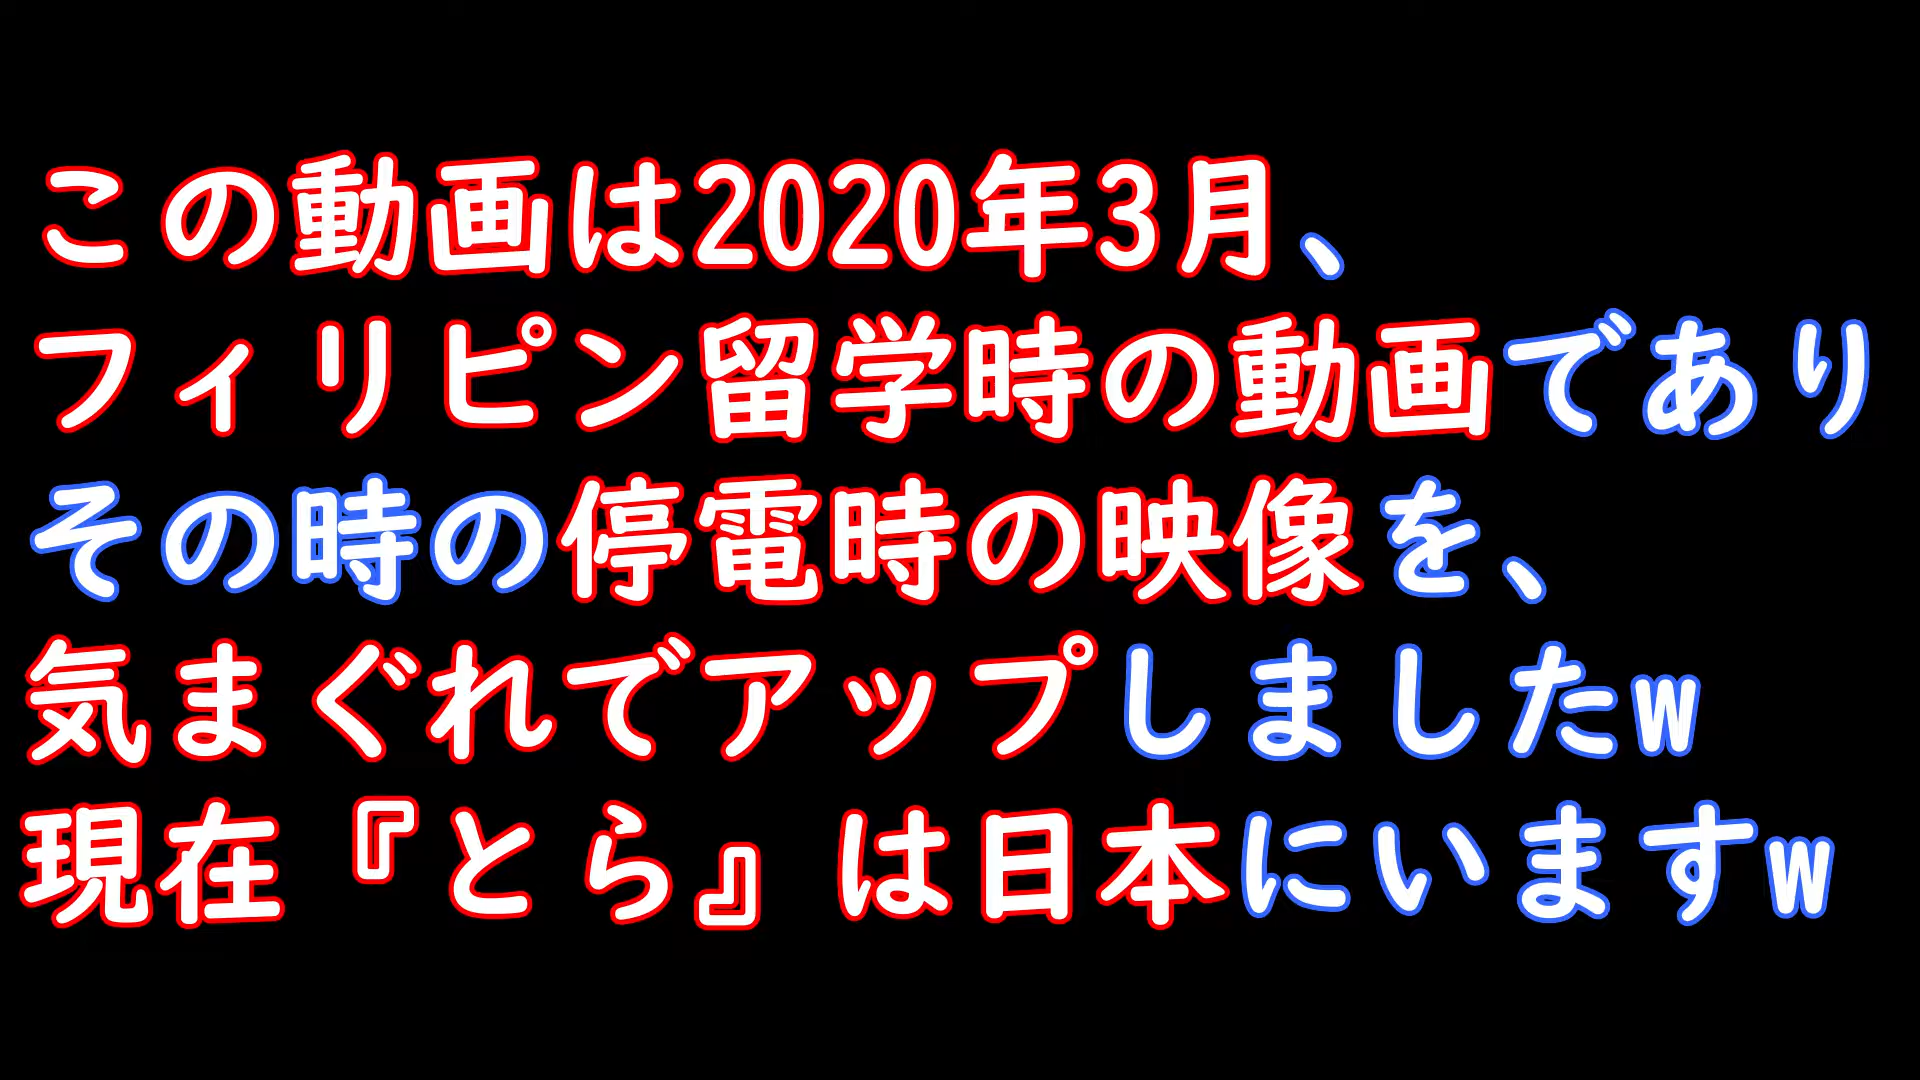 この動画は2020年3月、
フィリピン留学時の動画であり
その時の停電時の映像を、
気まぐれでアップしましたw
現在『とら』は日本にいますw